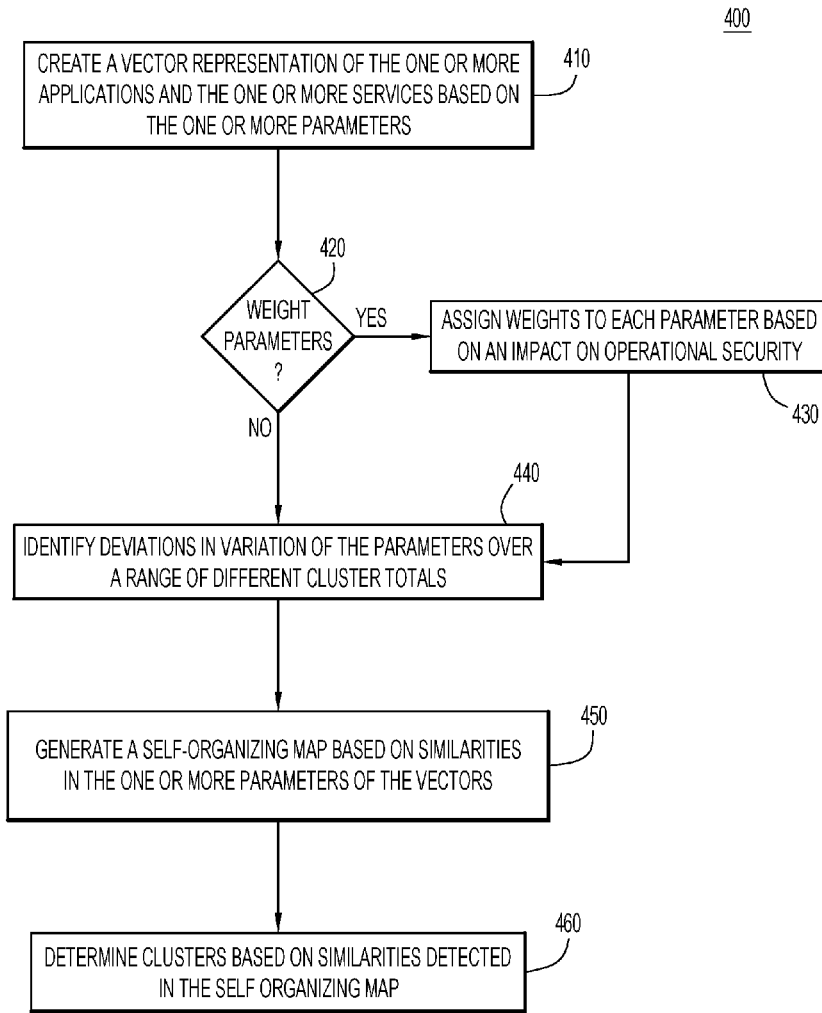 400
CREATE A VECTOR REPRESENTATION OF THE ONE OR MORE
APPLICATIONS AND THE ONE OR MORE SERVICES BASED ON
THE ONE OR MORE PARAMETERS
410
420
WEIGHT
PARAMETERS
?
YES
ASSIGN WEIGHTS TO EACH PARAMETER BASED
ON AN IMPACT ON OPERATIONAL SECURITY
430
NO
440
IDENTIFY DEVIATIONS IN VARIATION OF THE PARAMETERS OVER
A RANGE OF DIFFERENT CLUSTER TOTALS
450
GENERATE A SELF-ORGANIZING MAP BASED ON SIMILARITIES
IN THE ONE OR MORE PARAMETERS OF THE VECTORS
460
DETERMINE CLUSTERS BASED ON SIMILARITIES DETECTED
IN THE SELF ORGANIZING MAP